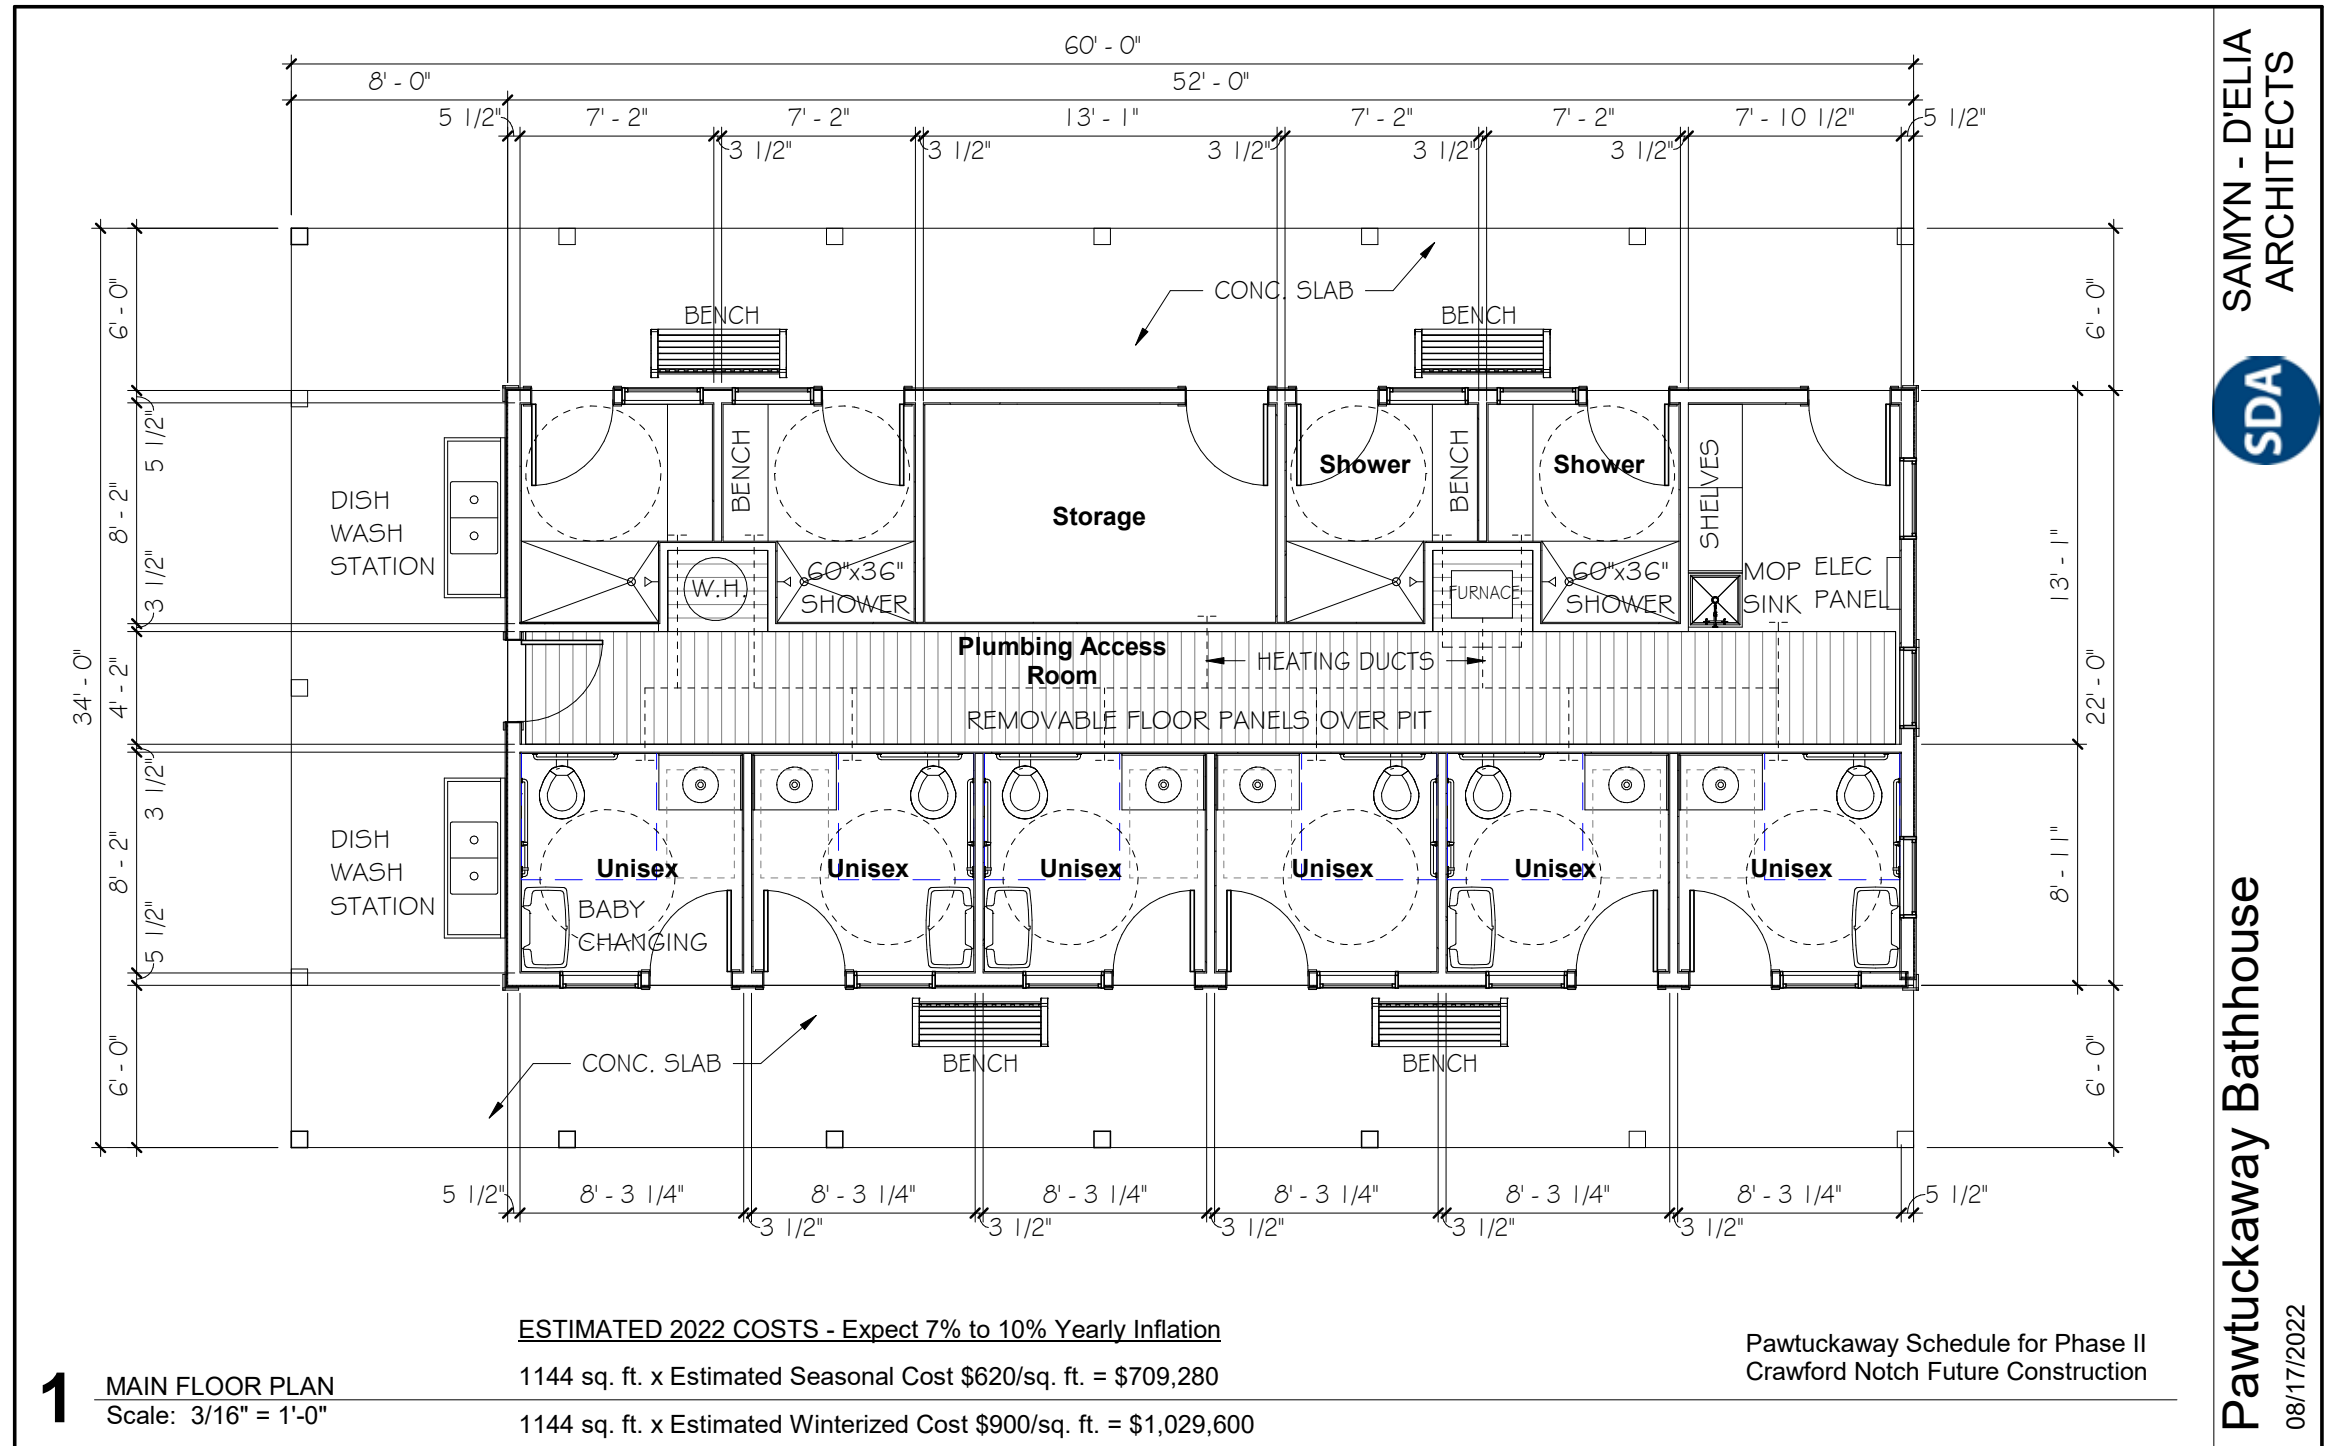 60' - 0"
8' - 0" 52' - 0"
5 1/2" 7' - 2" 7' - 2" 13' - 1" 7' - 2" 7' - 2" 7' - 10 1/2" 5 1/2"
3 1/2" 3 1/2" 3 1/2" 3 1/2" 3 1/2"
SAMYN - D'ELIA
ARCHITECTS
SDA
Pawtuckaway Bathhouse
08/17/2022
34' - 0"
6' - 0"
5 1/2"
8' - 2"
3 1/2"
4' - 2"
3 1/2"
8' - 2"
5 1/2"
6' - 0"
6' - 0"
13' - 1"
22' - 0"
8' - 11"
6' - 0"
CONC. SLAB
BENCH BENCH
BENCH
Shower
BENCH
Shower
SHELVES
Storage
DISH
WASH
STATION
W.H.
60"x36"
SHOWER
FURNACE
60"x36"
SHOWER
MOP
SINK
ELEC
PANEL
Plumbing Access
Room
HEATING DUCTS
REMOVABLE FLOOR PANELS OVER PIT
DISH
WASH
STATION
Unisex Unisex Unisex Unisex Unisex Unisex
BABY
CHANGING
CONC. SLAB
BENCH BENCH
5 1/2" 8' - 3 1/4" 8' - 3 1/4" 8' - 3 1/4" 8' - 3 1/4" 8' - 3 1/4" 8' - 3 1/4" 5 1/2"
3 1/2" 3 1/2" 3 1/2" 3 1/2" 3 1/2"
ESTIMATED 2022 COSTS - Expect 7% to 10% Yearly Inflation
1144 sq. ft. x Estimated Seasonal Cost $620/sq. ft. = $709,280
1144 sq. ft. x Estimated Winterized Cost $900/sq. ft. = $1,029,600
Pawtuckaway Schedule for Phase II
Crawford Notch Future Construction
1 MAIN FLOOR PLAN
Scale: 3/16" = 1'-0"